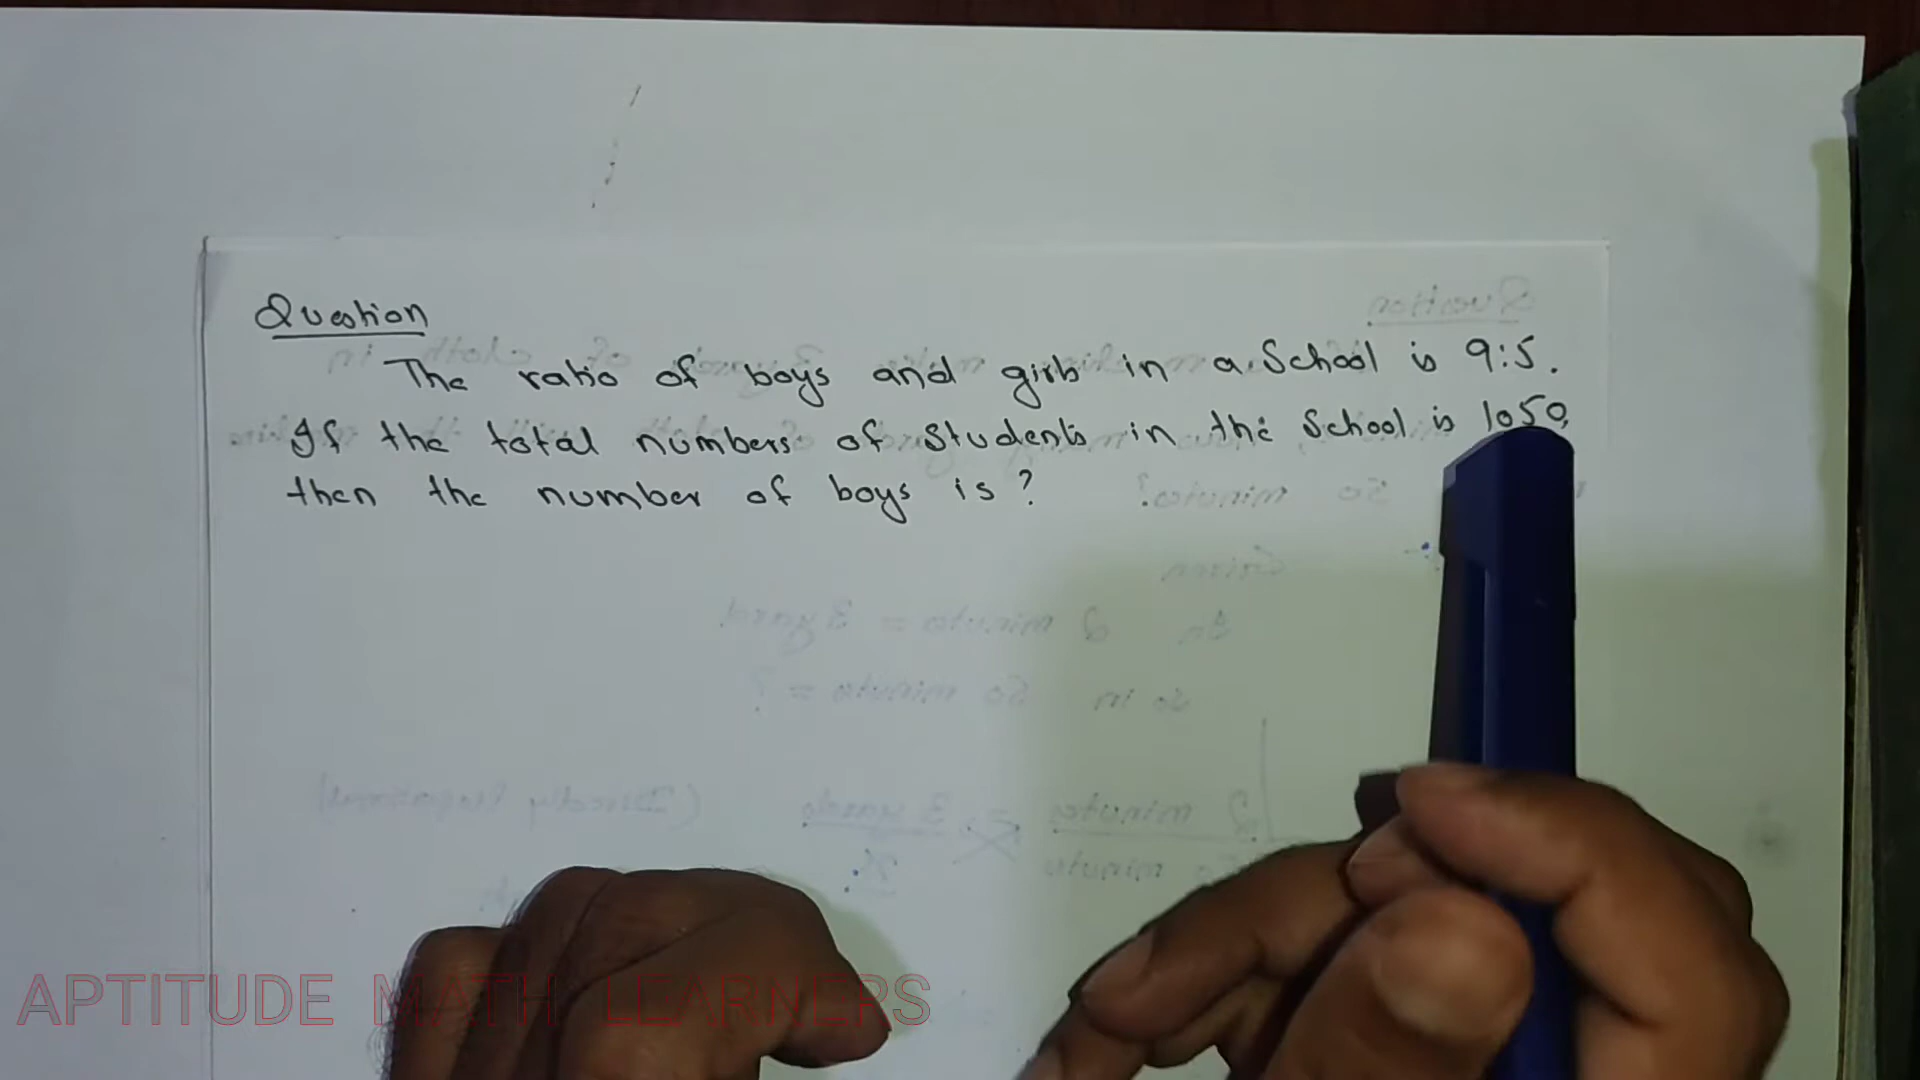 Question
The ratio of boys and girls in a School is 9:5.
If the total numbers of Students in the School is 1050,
then the number of boys is?
APTITUDE MATH LEARNERS